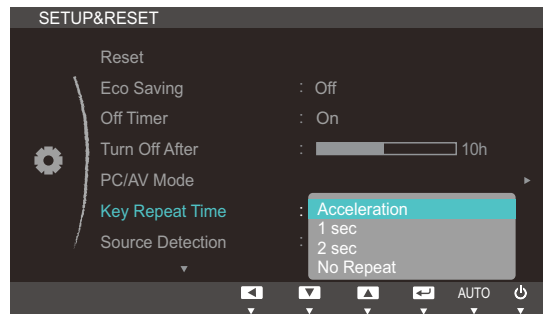 SETUP&RESET
Reset
Eco Saving : Off
Off Timer : On
Turn Off After : 10h
PC/AV Mode
Key Repeat Time : Acceleration
1 sec
Source Detection : 2 sec
No Repeat
AUTO